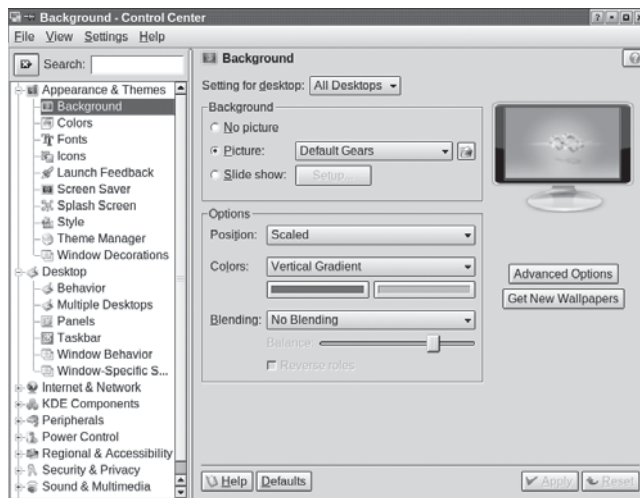 Background - Control Center
File View Settings Help
Search:
Appearance & Themes
Background
Colors
Fonts
Icons
Launch Feedback
Screen Saver
Splash Screen
Style
Theme Manager
Window Decorations
Desktop
Behavior
Multiple Desktops
Panels
Taskbar
Window Behavior
Window-Specific S...
Internet & Network
KDE Components
Peripherals
Power Control
Regional & Accessibility
Security & Privacy
Sound & Multimedia
Background
Setting for desktop: All Desktops
Background
No picture
Picture: Default Gears
Slide show: Setup...
Options
Position: Scaled
Colors: Vertical Gradient
Blending: No Blending
Balance:
Reverse roles
Advanced Options
Get New Wallpapers
Help Defaults Apply Reset